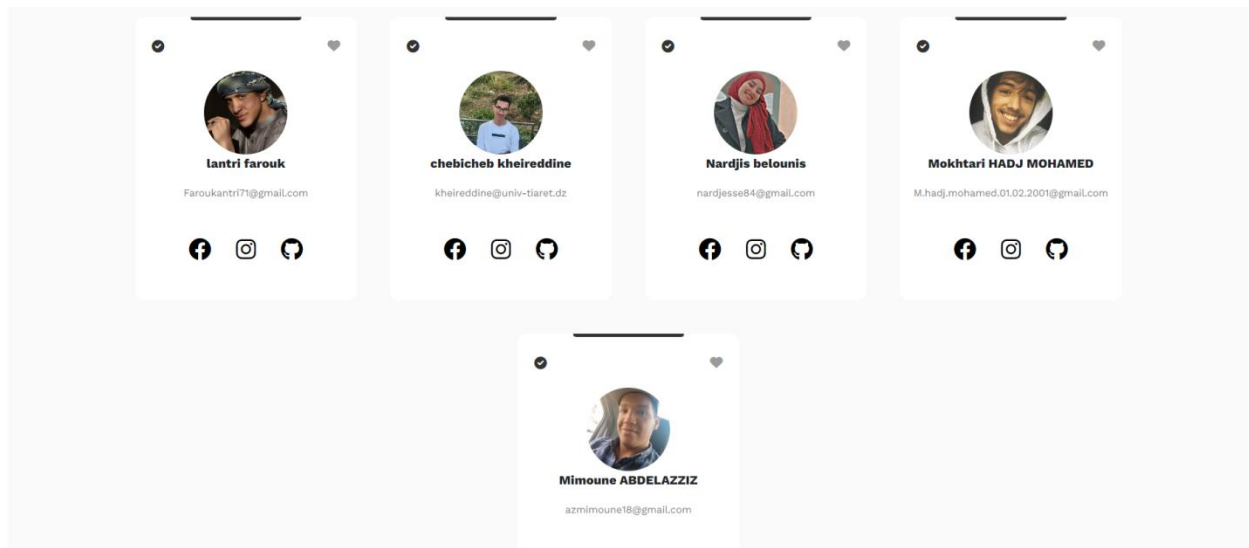 lantri farouk
Faroukantri71@gmail.com
chebicheb kheireddine
kheireddine@univ-tiaret.dz
Nardjis belounis
nardjesse84@gmail.com
Mokhtari HADJ MOHAMED
M.hadj.mohamed.01.02.2001@gmail.com
Mimoune ABDELAZZIZ
azmimoune18@gmail.com